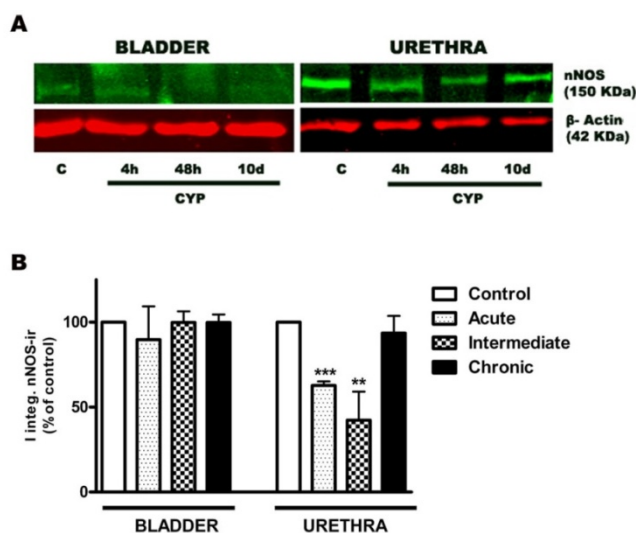 A
BLADDER URETHRA
nNOS
(150 KDa)
β- Actin
(42 KDa)
C 4h 48h 10d C 4h 48h 10d
CYP CYP
B
I integ. nNOS-ir
(% of control)
100
50
0
*** **
Control
Acute
Intermediate
Chronic
BLADDER URETHRA